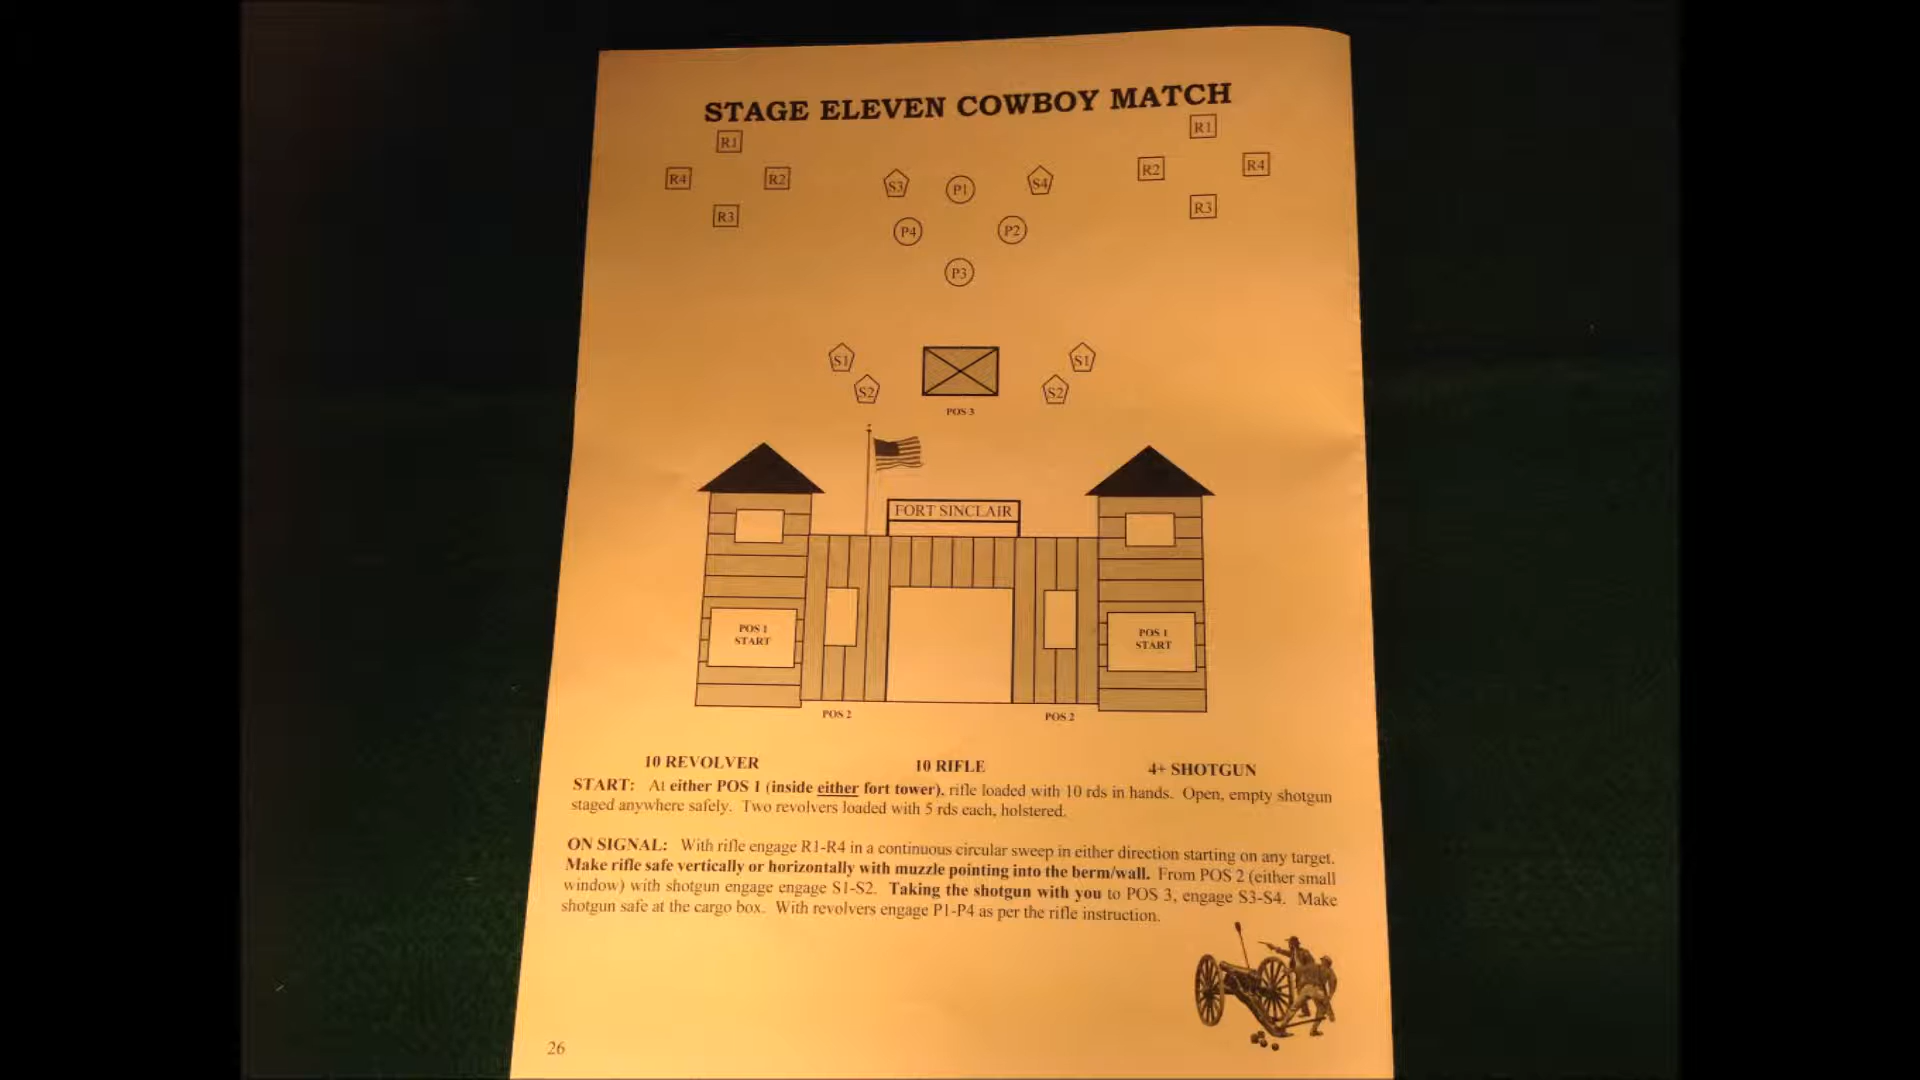 STAGE ELEVEN COWBOY MATCH
R1 R1
R4 R2 S3 P1 S4 R2 R4
R3 P4 P2 R3
P3
S1 S1
S2 S2
POS 3
FORT SINCLAIR
POS 1 POS 1
START START
POS 2 POS 2
10 REVOLVER 10 RIFLE 4+ SHOTGUN
START: At either POS 1 (inside either fort tower), rifle loaded with 10 rds in hands. Open, empty shotgun
staged anywhere safely. Two revolvers loaded with 5 rds each, holstered.
ON SIGNAL: With rifle engage R1-R4 in a continuous circular sweep in either direction starting on any target.
Make rifle safe vertically or horizontally with muzzle pointing into the berm/wall. From POS 2 (either small
window) with shotgun engage engage S1-S2. Taking the shotgun with you to POS 3, engage S3-S4. Make
shotgun safe at the cargo box. With revolvers engage P1-P4 as per the rifle instruction.
26